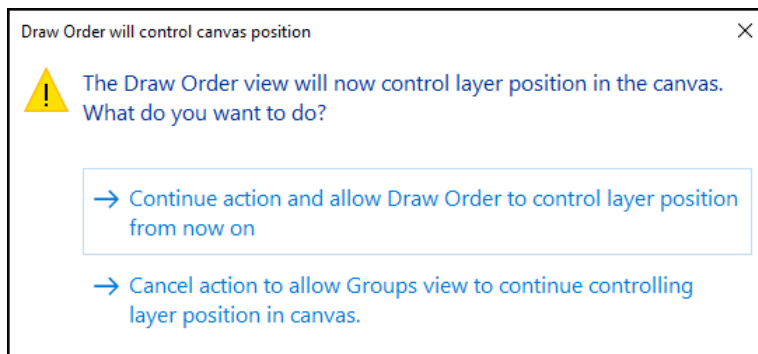 Draw Order will control canvas position
The Draw Order view will now control layer position in the canvas.
What do you want to do?
Continue action and allow Draw Order to control layer position
from now on
Cancel action to allow Groups view to continue controlling
layer position in canvas.